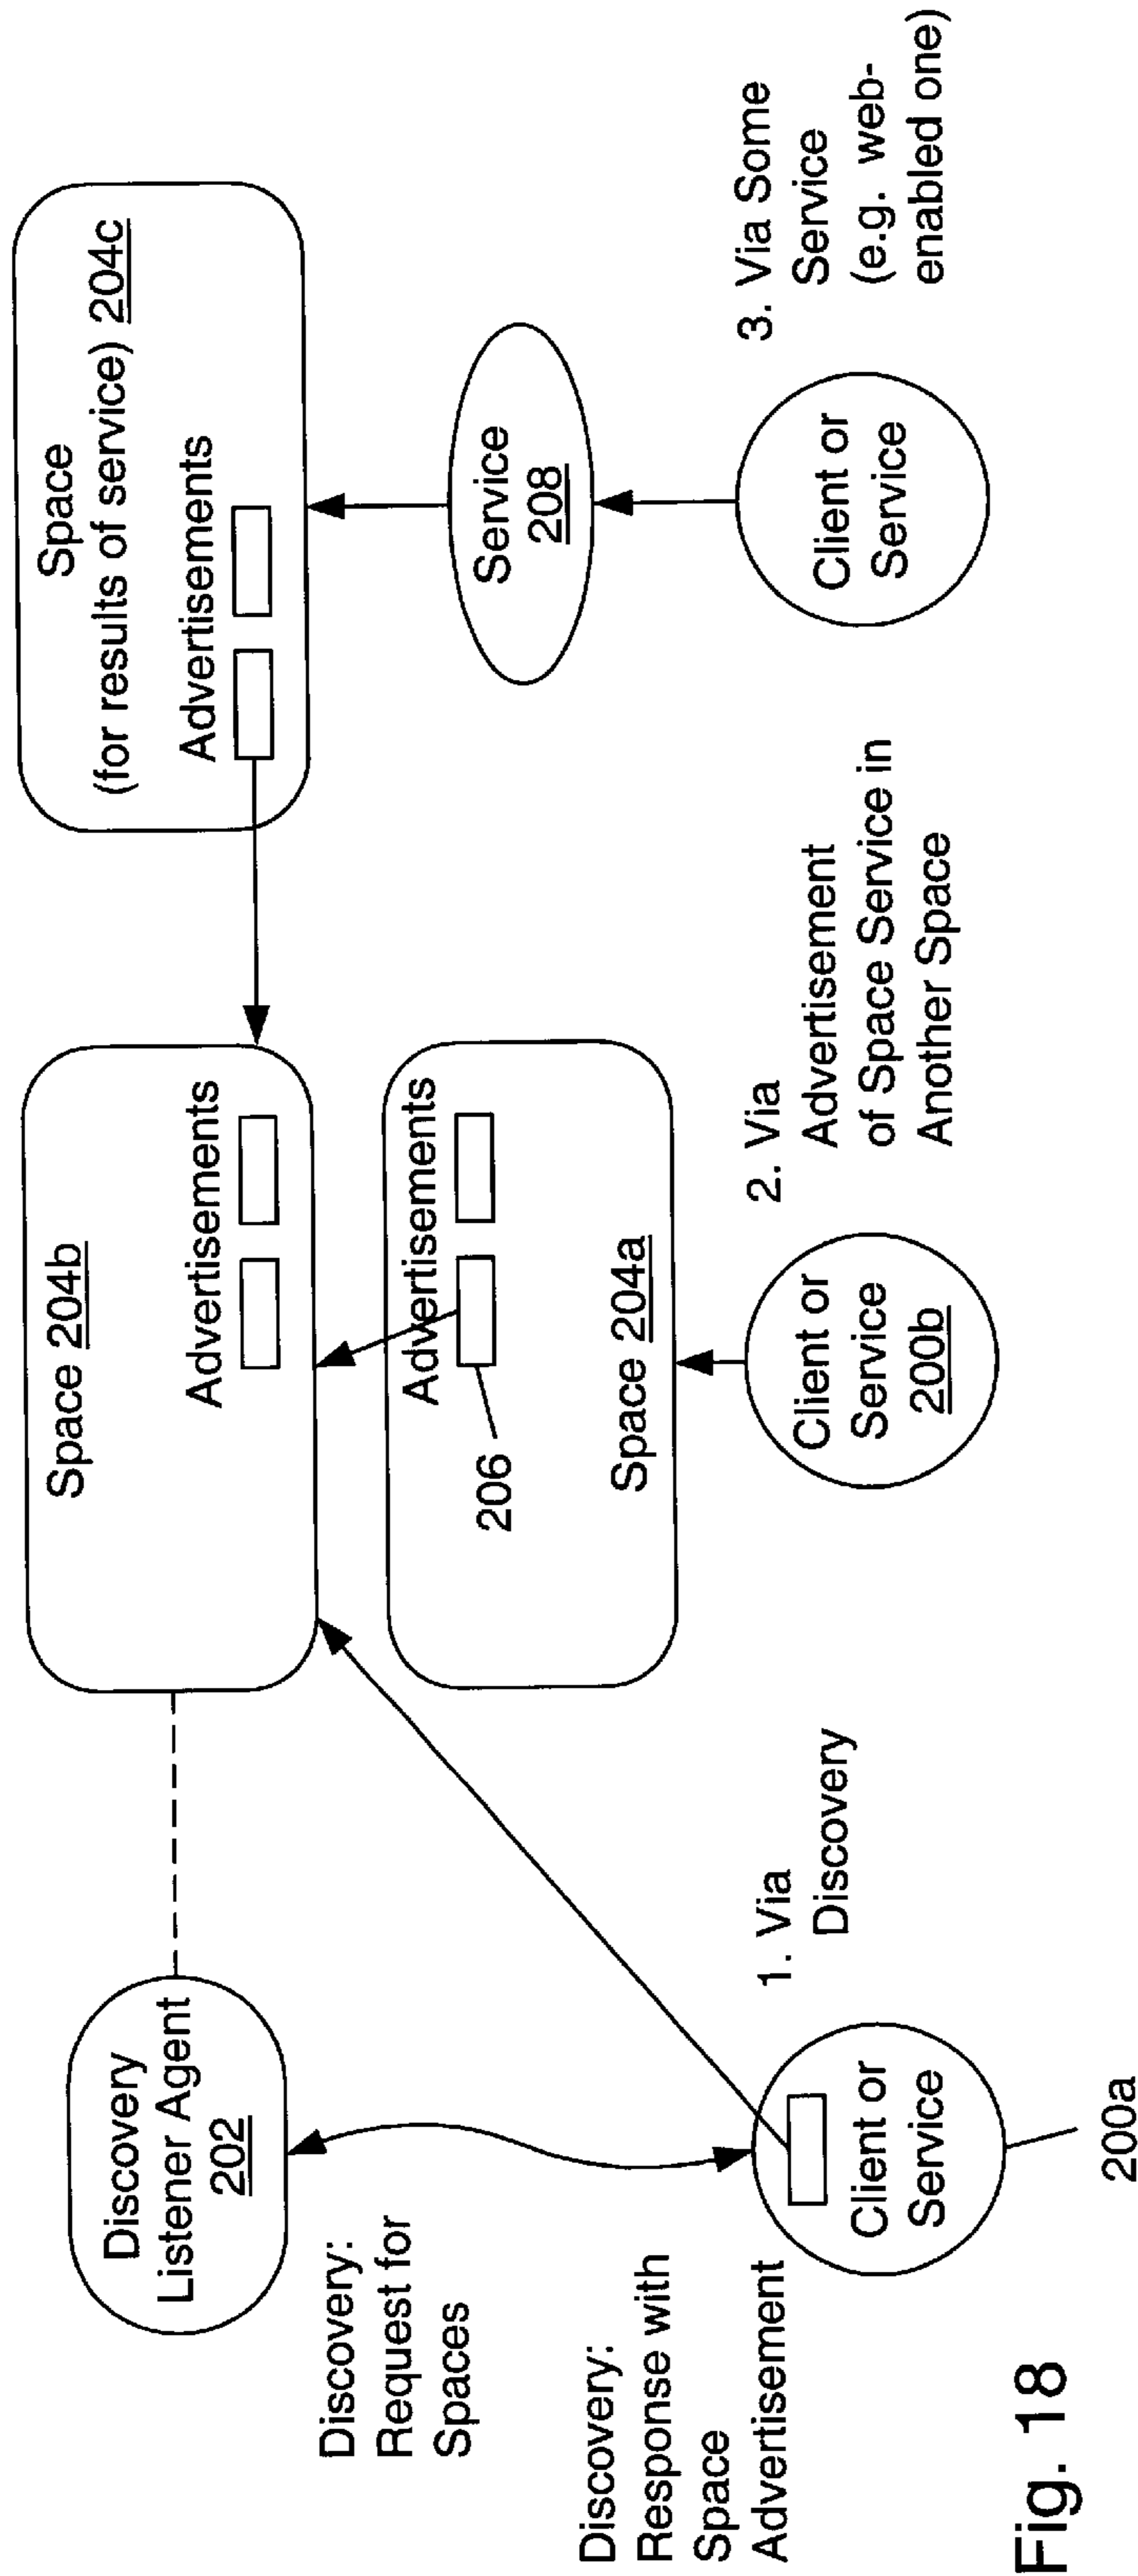 Discovery
Listener Agent
202
Discovery:
Request for
Spaces
Discovery:
Response with
Space
Advertisement
Client or
Service
200a
1. Via
Discovery
Space 204b
Advertisements
Advertisements
206
Space 204a
Client or
Service
200b
2. Via
Advertisement
of Space Service in
Another Space
Space
(for results of service) 204c
Advertisements
Service
208
Client or
Service
3. Via Some
Service
(e.g. web-
enabled one)
Fig. 18